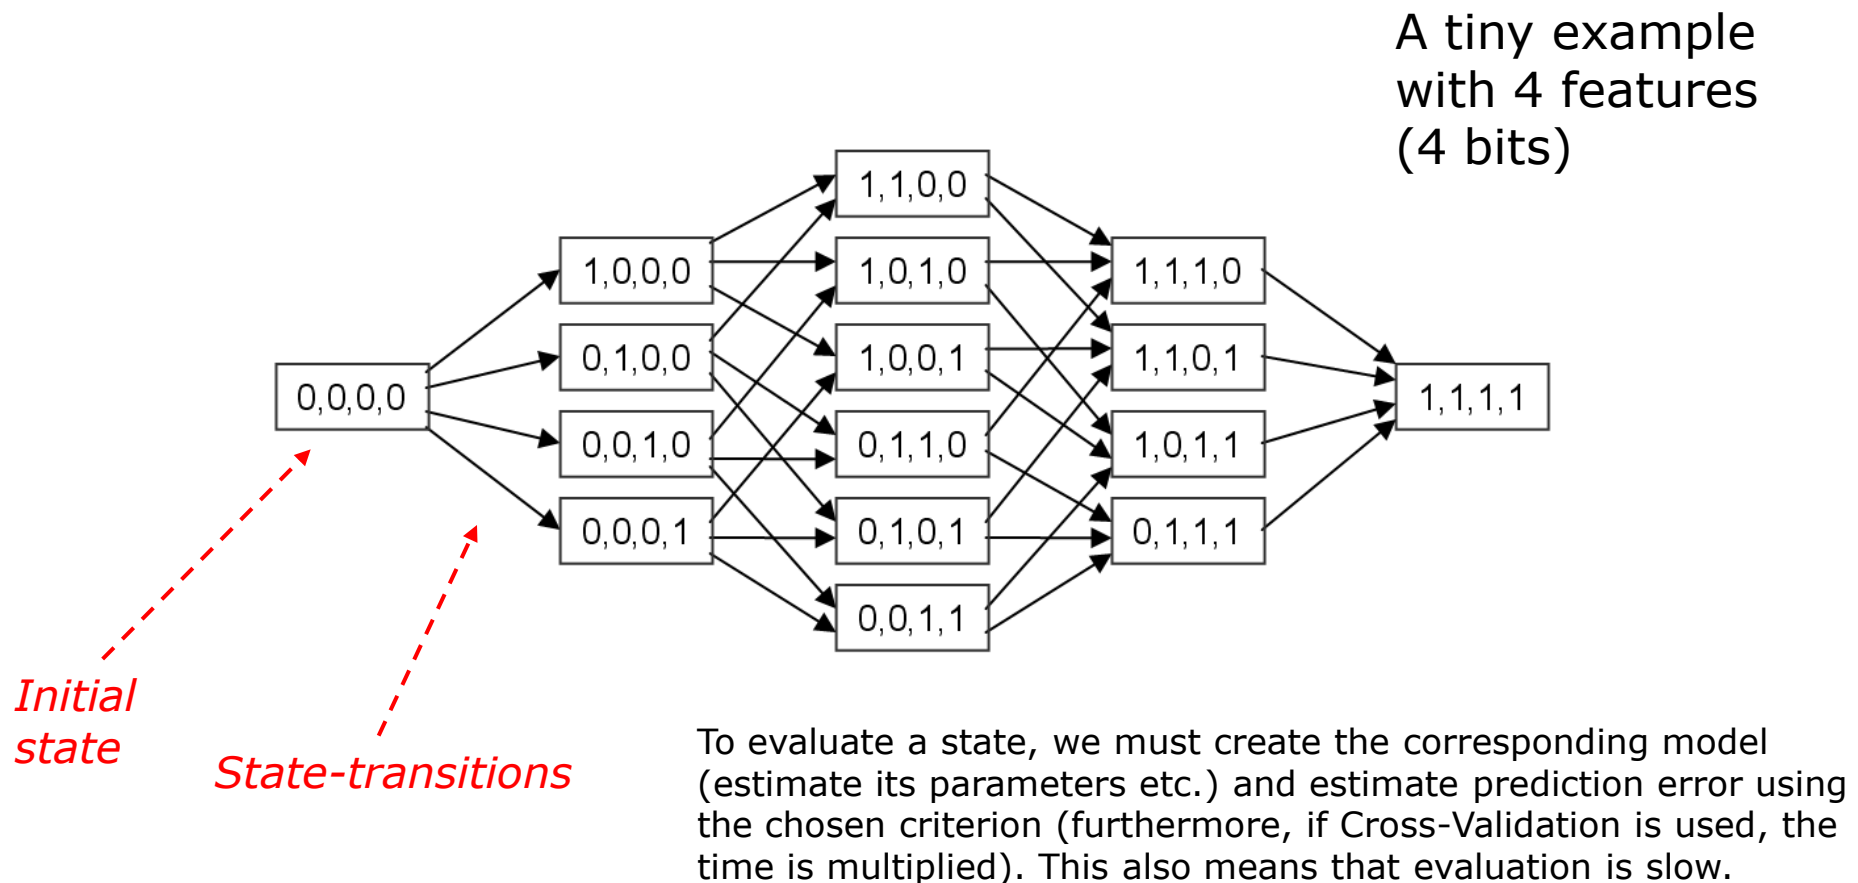 A tiny example
with 4 features
(4 bits)
1,1,0,0
1,0,0,0
1,0,1,0
1,1,1,0
0,1,0,0
1,0,0,1
1,1,0,1
0,0,0,0
1,1,1,1
0,0,1,0
0,1,1,0
1,0,1,1
0,0,0,1
0,1,0,1
0,1,1,1
0,0,1,1
Initial
state
State-transitions
To evaluate a state, we must create the corresponding model
(estimate its parameters etc.) and estimate prediction error using
the chosen criterion (furthermore, if Cross-Validation is used, the
time is multiplied). This also means that evaluation is slow.